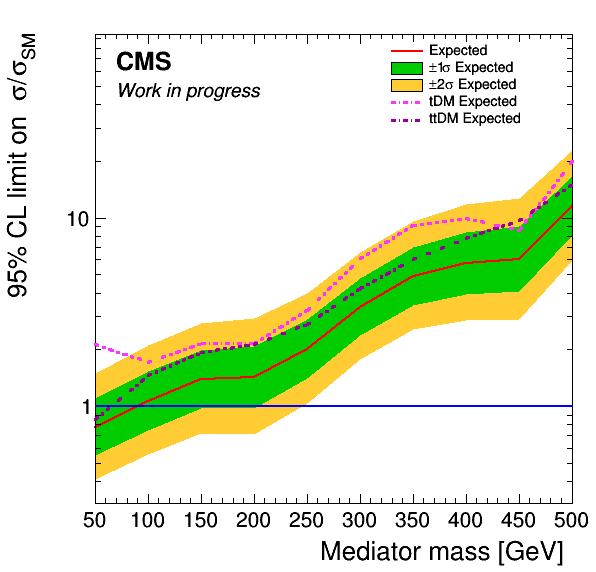 CMS
Work in progress
Expected
±1σ Expected
±2σ Expected
tDM Expected
ttDM Expected
95% CL limit on σ/σSM
10
1
50 100 150 200 250 300 350 400 450 500
Mediator mass [GeV]